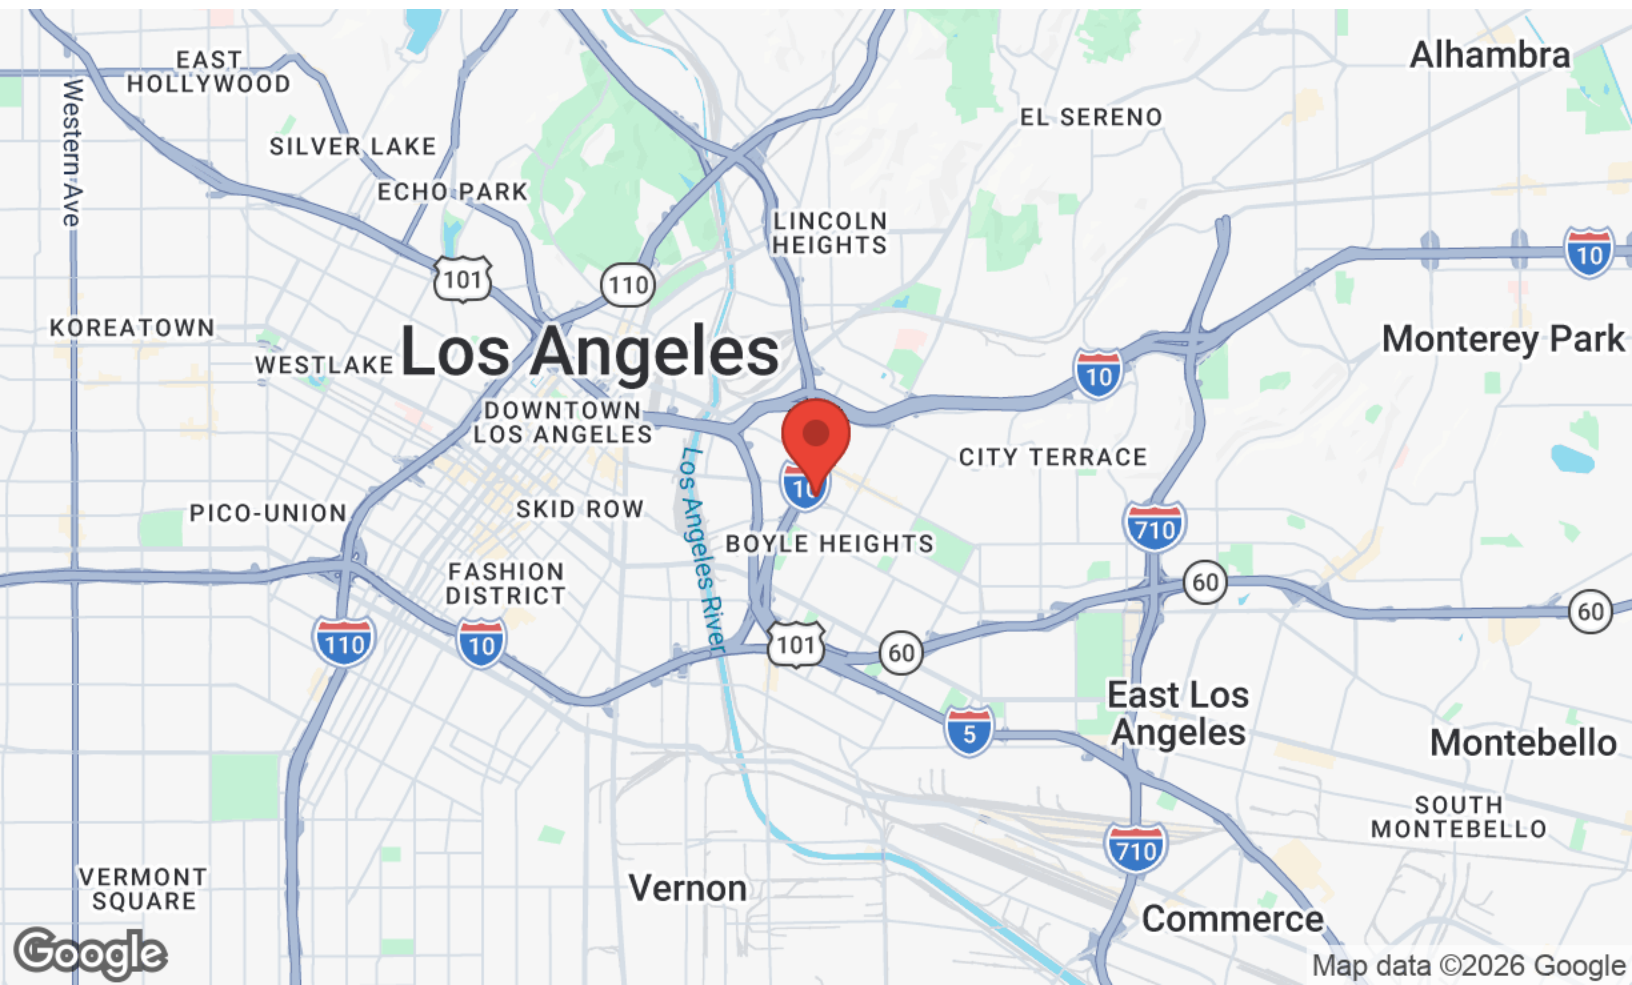 EAST
HOLLYWOOD
Alhambra
Western Ave
EL SERENO
SILVER LAKE
ECHO PARK
LINCOLN
HEIGHTS
10
101
110
KOREATOWN
Monterey Park
Los Angeles
WESTLAKE
10
DOWNTOWN
LOS ANGELES
CITY TERRACE
Los Angeles River
10
PICO-UNION
SKID ROW
710
BOYLE HEIGHTS
FASHION
DISTRICT
60
60
110
10
101
60
East Los
Angeles
5
Montebello
SOUTH
MONTEBELLO
710
VERMONT
SQUARE
Vernon
Commerce
Google
Map data ©2026 Google